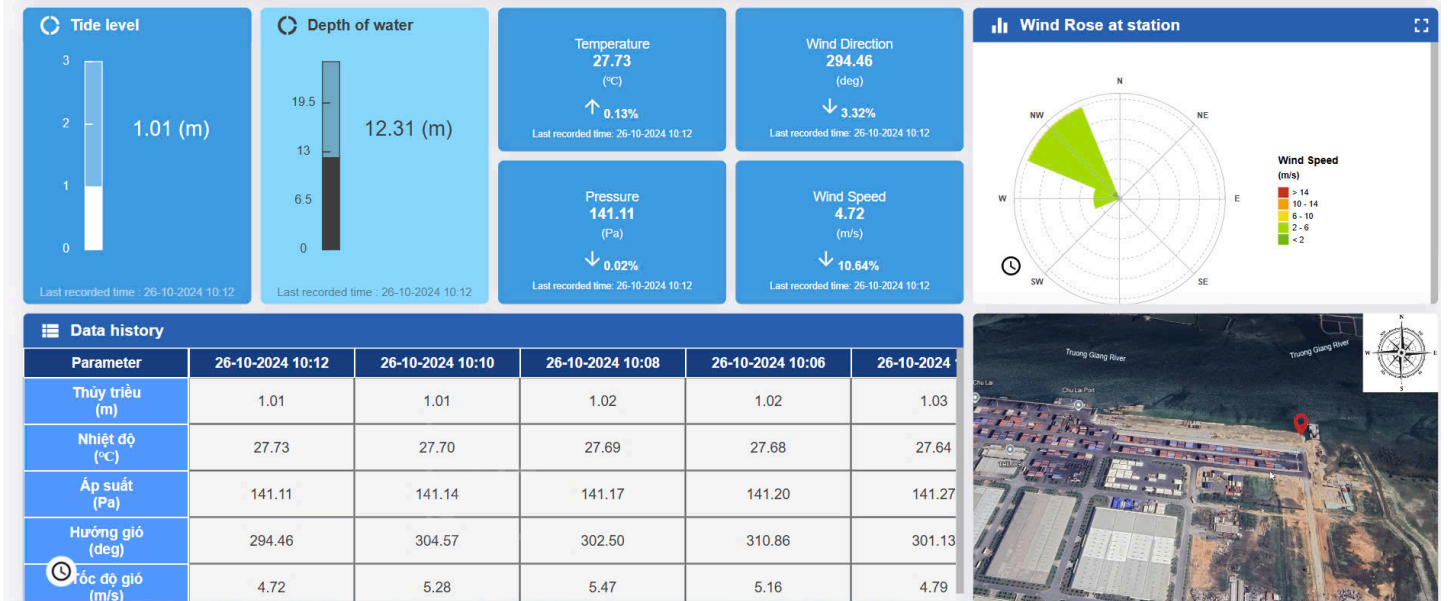 Tide level
3
2
1
0
1.01 (m)
Last recorded time : 26-10-2024 10:12
Depth of water
19.5
13
6.5
0
12.31 (m)
Last recorded time : 26-10-2024 10:12
Temperature
27.73
(°C)
0.13%
Last recorded time: 26-10-2024 10:12
Wind Direction
294.46
(deg)
3.32%
Last recorded time: 26-10-2024 10:12
Pressure
141.11
(Pa)
0.02%
Last recorded time: 26-10-2024 10:12
Wind Speed
4.72
(m/s)
10.64%
Last recorded time: 26-10-2024 10:12
Wind Rose at station
N
NW NE
W E
SW SE
Wind Speed
(m/s)
> 14
10 - 14
6 - 10
2 - 6
< 2
Data history
Parameter 26-10-2024 10:12 26-10-2024 10:10 26-10-2024 10:08 26-10-2024 10:06 26-10-2024
Thủy triều
(m)
1.01 1.01 1.02 1.02 1.03
Nhiệt độ
(°C)
27.73 27.70 27.69 27.68 27.64
Áp suất
(Pa)
141.11 141.14 141.17 141.20 141.27
Hướng gió
(deg)
294.46 304.57 302.50 310.86 301.13
Tốc độ gió
(m/s)
4.72 5.28 5.47 5.16 4.79
N
W E
S
Truong Giang River
Truong Giang River
Chu Lai
Chu Lai Port